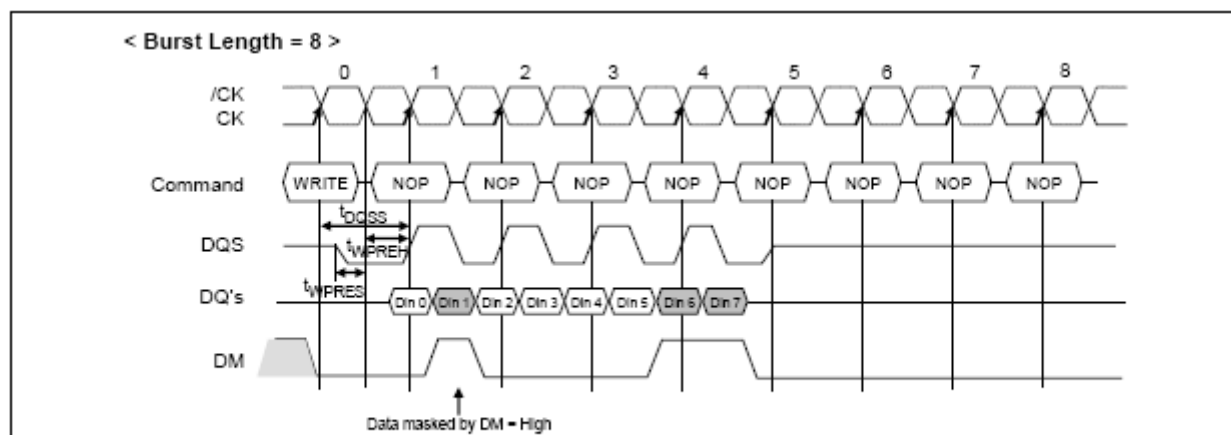 < Burst Length = 8 >
0 1 2 3 4 5 6 7 8
/CK
CK
Command WRITE NOP NOP NOP NOP NOP NOP NOP NOP
tDQSS
DQS
tWPREH
tWPRES
DQ's Din 0 Din 1 Din 2 Din 3 Din 4 Din 5 Din 6 Din 7
DM
Data masked by DM = High